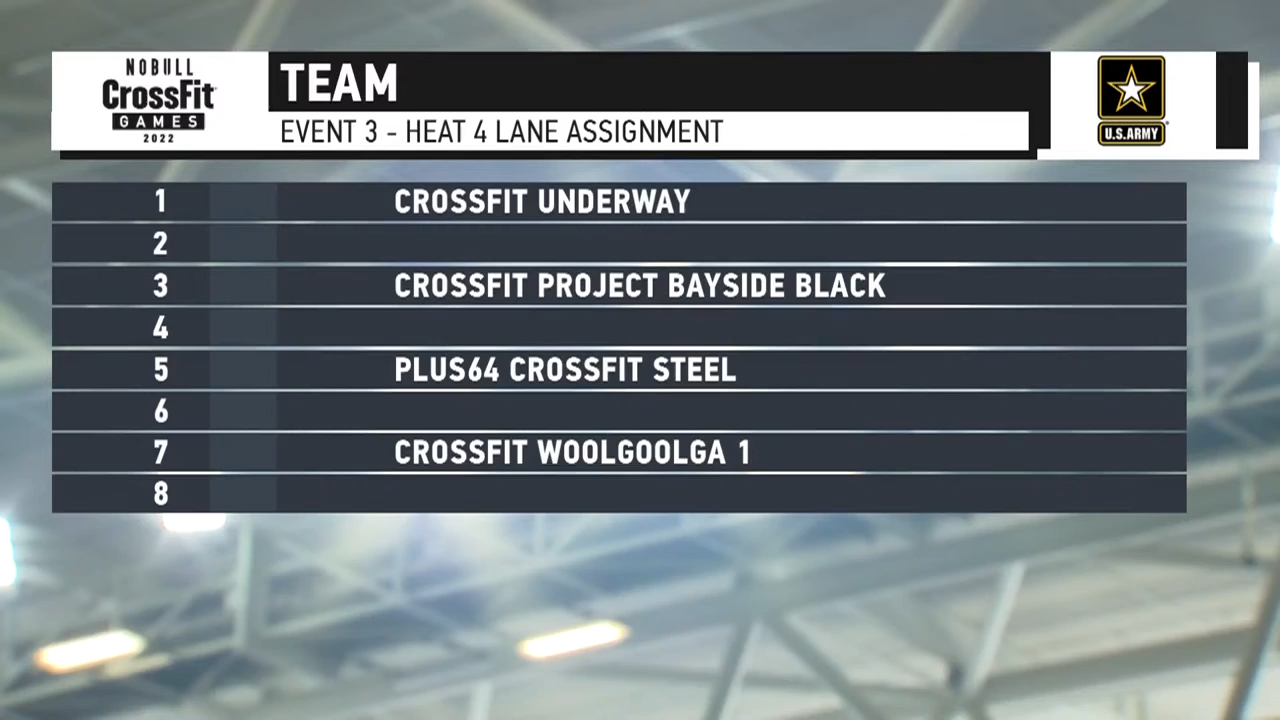 NOBULL
CrossFit
GAMES
2022
TEAM
EVENT 3 - HEAT 4 LANE ASSIGNMENT
U.S.ARMY
1 CROSSFIT UNDERWAY
2
3 CROSSFIT PROJECT BAYSIDE BLACK
4
5 PLUS64 CROSSFIT STEEL
6
7 CROSSFIT WOOLGOOLGA 1
8